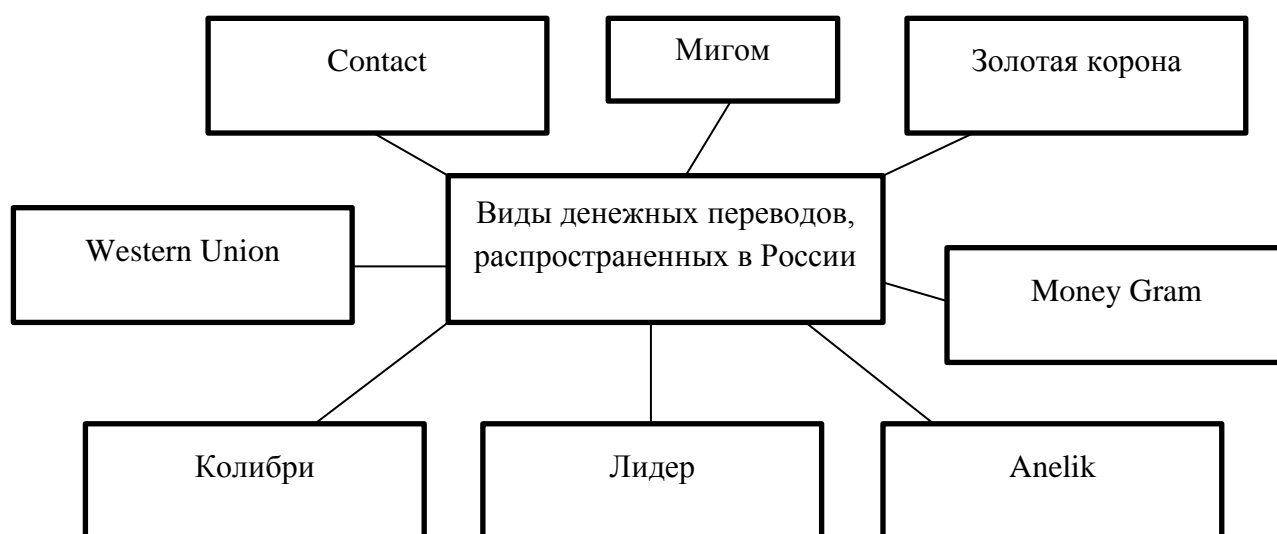 Contact
Мигом
Золотая корона
Виды денежных переводов,
распространенных в России
Western Union
Money Gram
Колибри
Лидер
Anelik